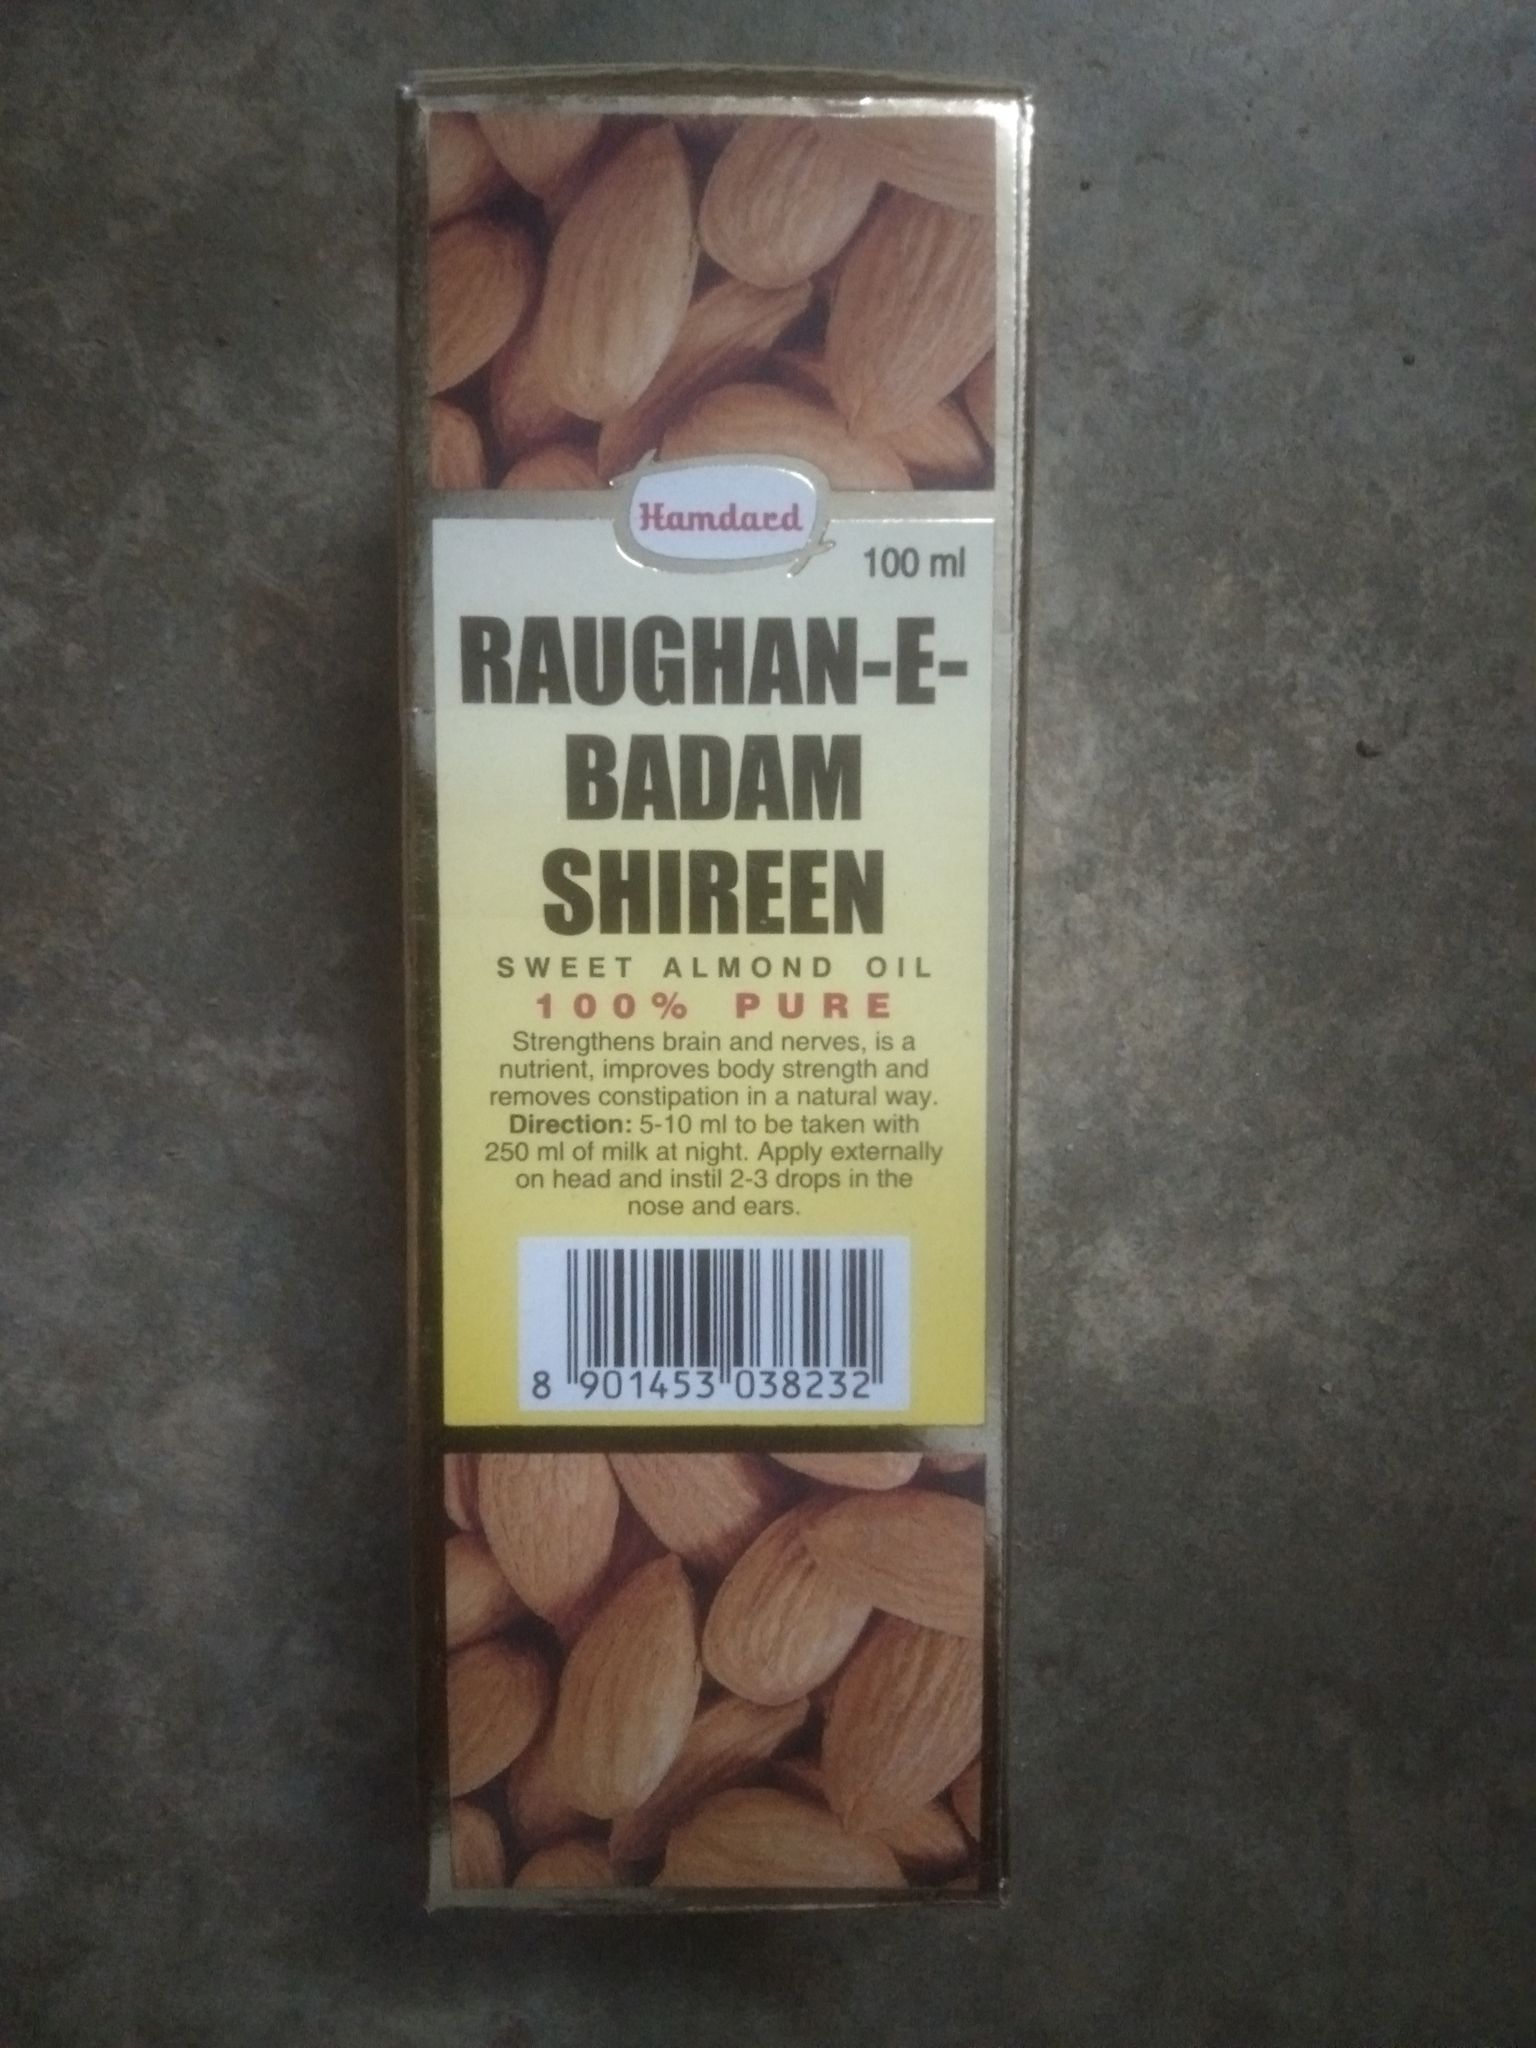 Hamdard
100 ml
RAUGHAN-E-
BADAM
SHIREEN
SWEET ALMOND OIL
100% PURE
Strengthens brain and nerves, is a
nutrient, improves body strength and
removes constipation in a natural way.
Direction: 5-10 ml to be taken with
250 ml of milk at night. Apply externally
on head and instil 2-3 drops in the
nose and ears.
8 901453 038232